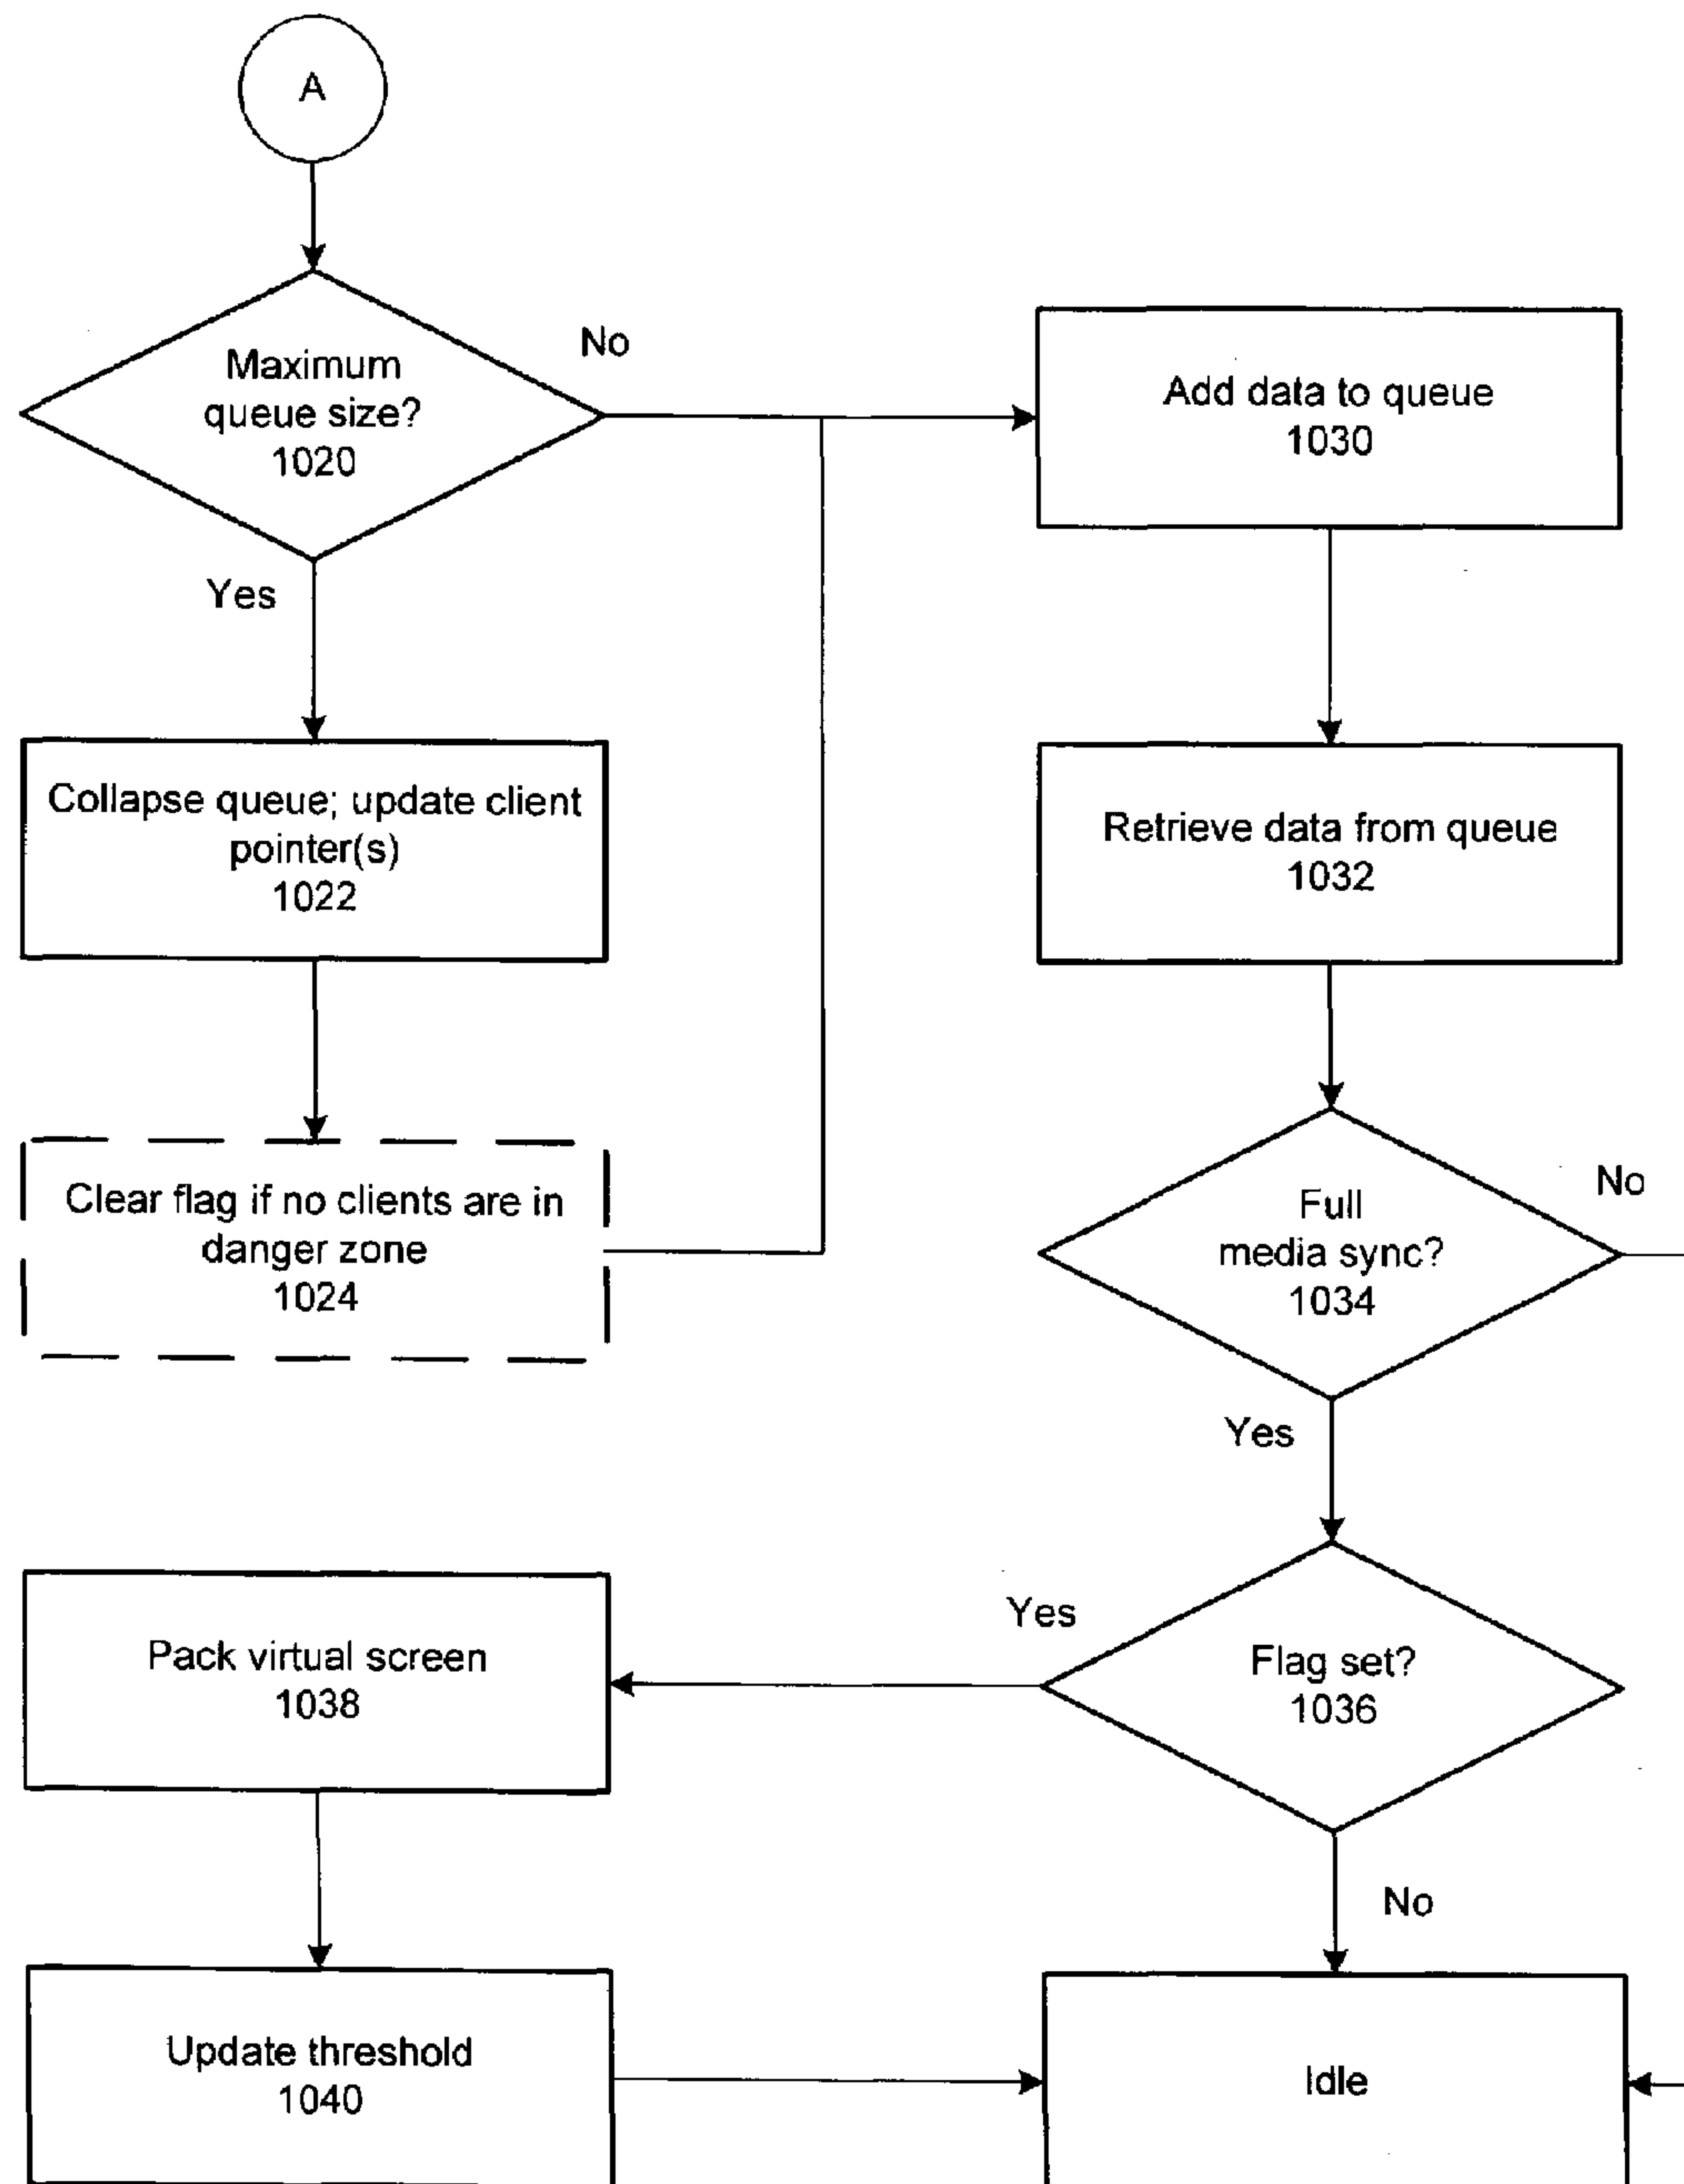 A
Maximum
queue size?
1020
No
Yes
Add data to queue
1030
Collapse queue; update client
pointer(s)
1022
Retrieve data from queue
1032
Clear flag if no clients are in
danger zone
1024
Full
media sync?
1034
No
Yes
Pack virtual screen
1038
Yes
Flag set?
1036
No
Update threshold
1040
Idle